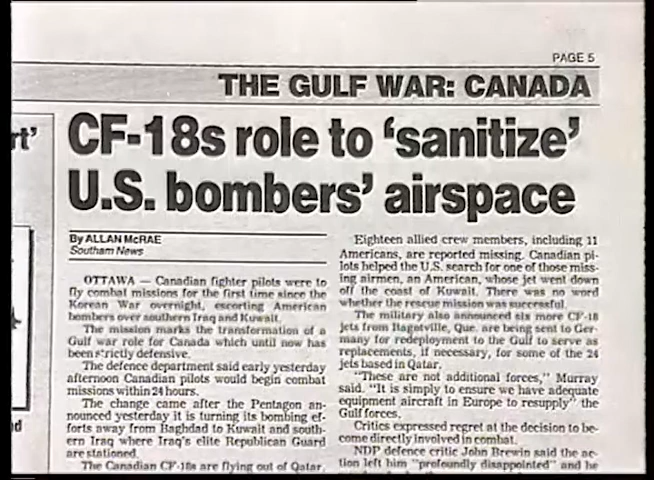 PAGE 5
THE GULF WAR: CANADA
rt'
CF-18s role to 'sanitize'
U.S. bombers' airspace
By ALLAN McRAE
Southam News
OTTAWA — Canadian fighter pilots were to
fly combat missions for the first time since the
Korean War overnight, escorting American
bombers over southern Iraq and Kuwait.
The mission marks the transformation of a
Gulf war role for Canada which until now has
been strictly defensive.
The defence department said early yesterday
afternoon Canadian pilots would begin combat
missions within 24 hours.
The change came after the Pentagon an-
nounced yesterday it is turning its bombing ef-
forts away from Baghdad to Kuwait and south-
ern Iraq where Iraq's elite Republican Guard
are stationed.
The Canadian CF-18s are flying out of Qatar,
Eighteen allied crew members, including 11
Americans, are reported missing. Canadian pi-
lots helped the U.S. search for one of those miss-
ing airmen, an American, whose jet went down
off the coast of Kuwait. There was no word
whether the rescue mission was successful.
The military also announced six more CF-18
jets from Bagotville, Que. are being sent to Ger-
many for redeployment to the Gulf to serve as
replacements, if necessary, for some of the 24
jets based in Qatar.
"These are not additional forces," Murray
said. "It is simply to ensure we have adequate
equipment aircraft in Europe to resupply" the
Gulf forces.
Critics expressed regret at the decision to be-
come directly involved in combat.
NDP defence critic John Brewin said the ac-
tion left him "profoundly disappointed" and he